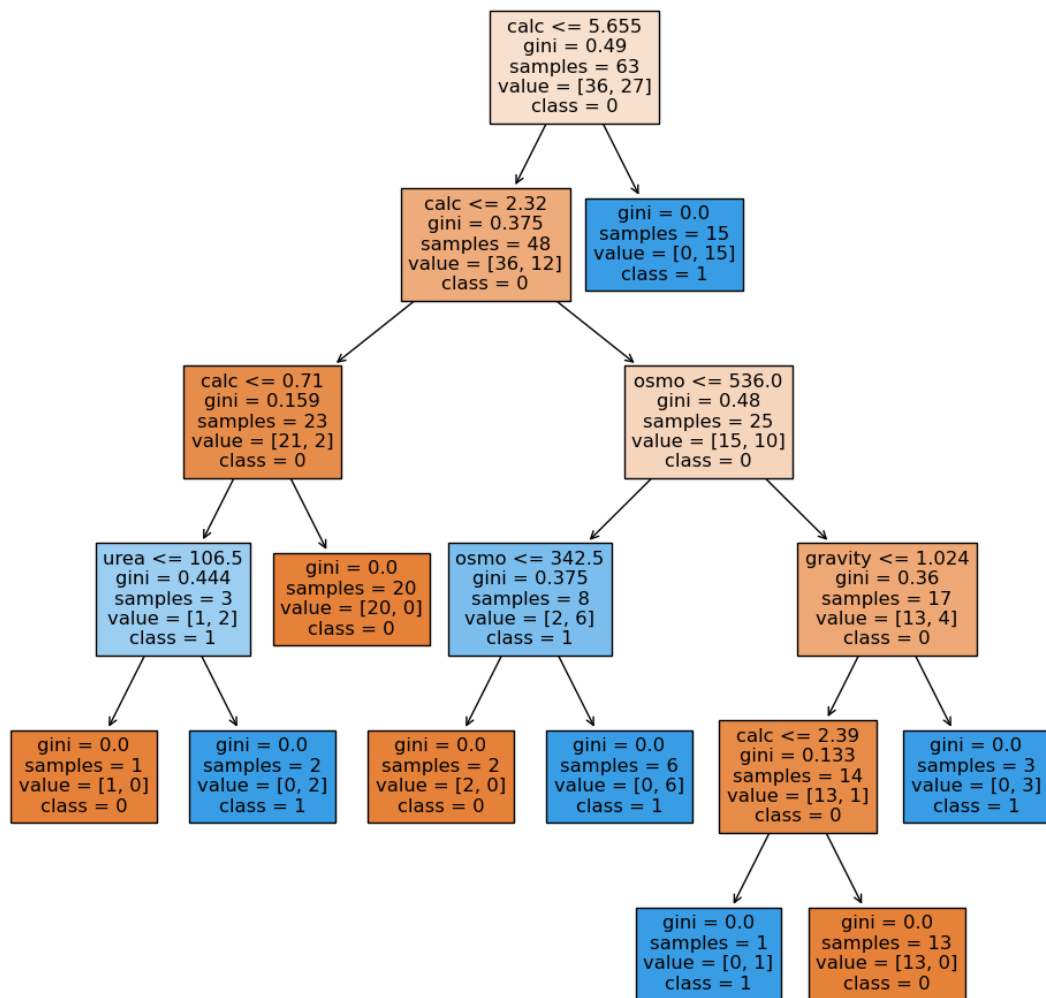 calc <= 5.655
gini = 0.49
samples = 63
value = [36, 27]
class = 0
calc <= 2.32
gini = 0.375
samples = 48
value = [36, 12]
class = 0
gini = 0.0
samples = 15
value = [0, 15]
class = 1
calc <= 0.71
gini = 0.159
samples = 23
value = [21, 2]
class = 0
osmo <= 536.0
gini = 0.48
samples = 25
value = [15, 10]
class = 0
urea <= 106.5
gini = 0.444
samples = 3
value = [1, 2]
class = 1
gini = 0.0
samples = 20
value = [20, 0]
class = 0
osmo <= 342.5
gini = 0.375
samples = 8
value = [2, 6]
class = 1
gravity <= 1.024
gini = 0.36
samples = 17
value = [13, 4]
class = 0
gini = 0.0
samples = 1
value = [1, 0]
class = 0
gini = 0.0
samples = 2
value = [0, 2]
class = 1
gini = 0.0
samples = 2
value = [2, 0]
class = 0
gini = 0.0
samples = 6
value = [0, 6]
class = 1
calc <= 2.39
gini = 0.133
samples = 14
value = [13, 1]
class = 0
gini = 0.0
samples = 3
value = [0, 3]
class = 1
gini = 0.0
samples = 1
value = [0, 1]
class = 1
gini = 0.0
samples = 13
value = [13, 0]
class = 0